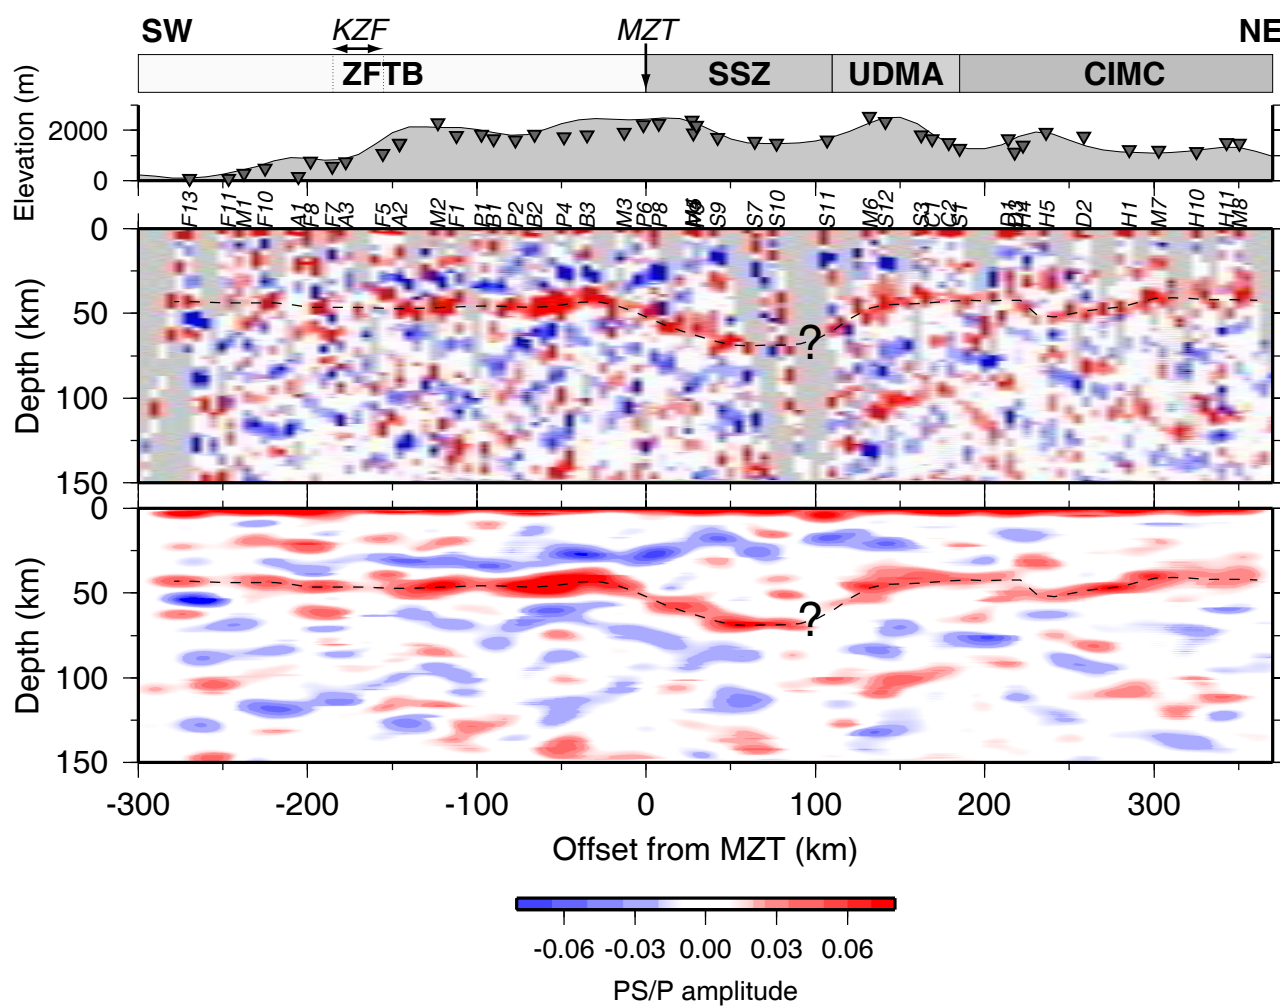 SW KZF MZT NE
ZFTB SSZ UDMA CIMC
Elevation (m)
2000
0
F13 F11 M1 F10 A1 F8 F7 A3 F5 A2 M2 F1 P1 B1 P2 B2 P4 B3 M3 P6 P8 S9 S7 S10 S11 M6 S12 S3 C2 S1 H5 D2 H1 M7 H10 H11 M8
Depth (km)
0
50
100
150
?
Depth (km)
0
50
100
150
?
-300 -200 -100 0 100 200 300
Offset from MZT (km)
-0.06 -0.03 0.00 0.03 0.06
PS/P amplitude